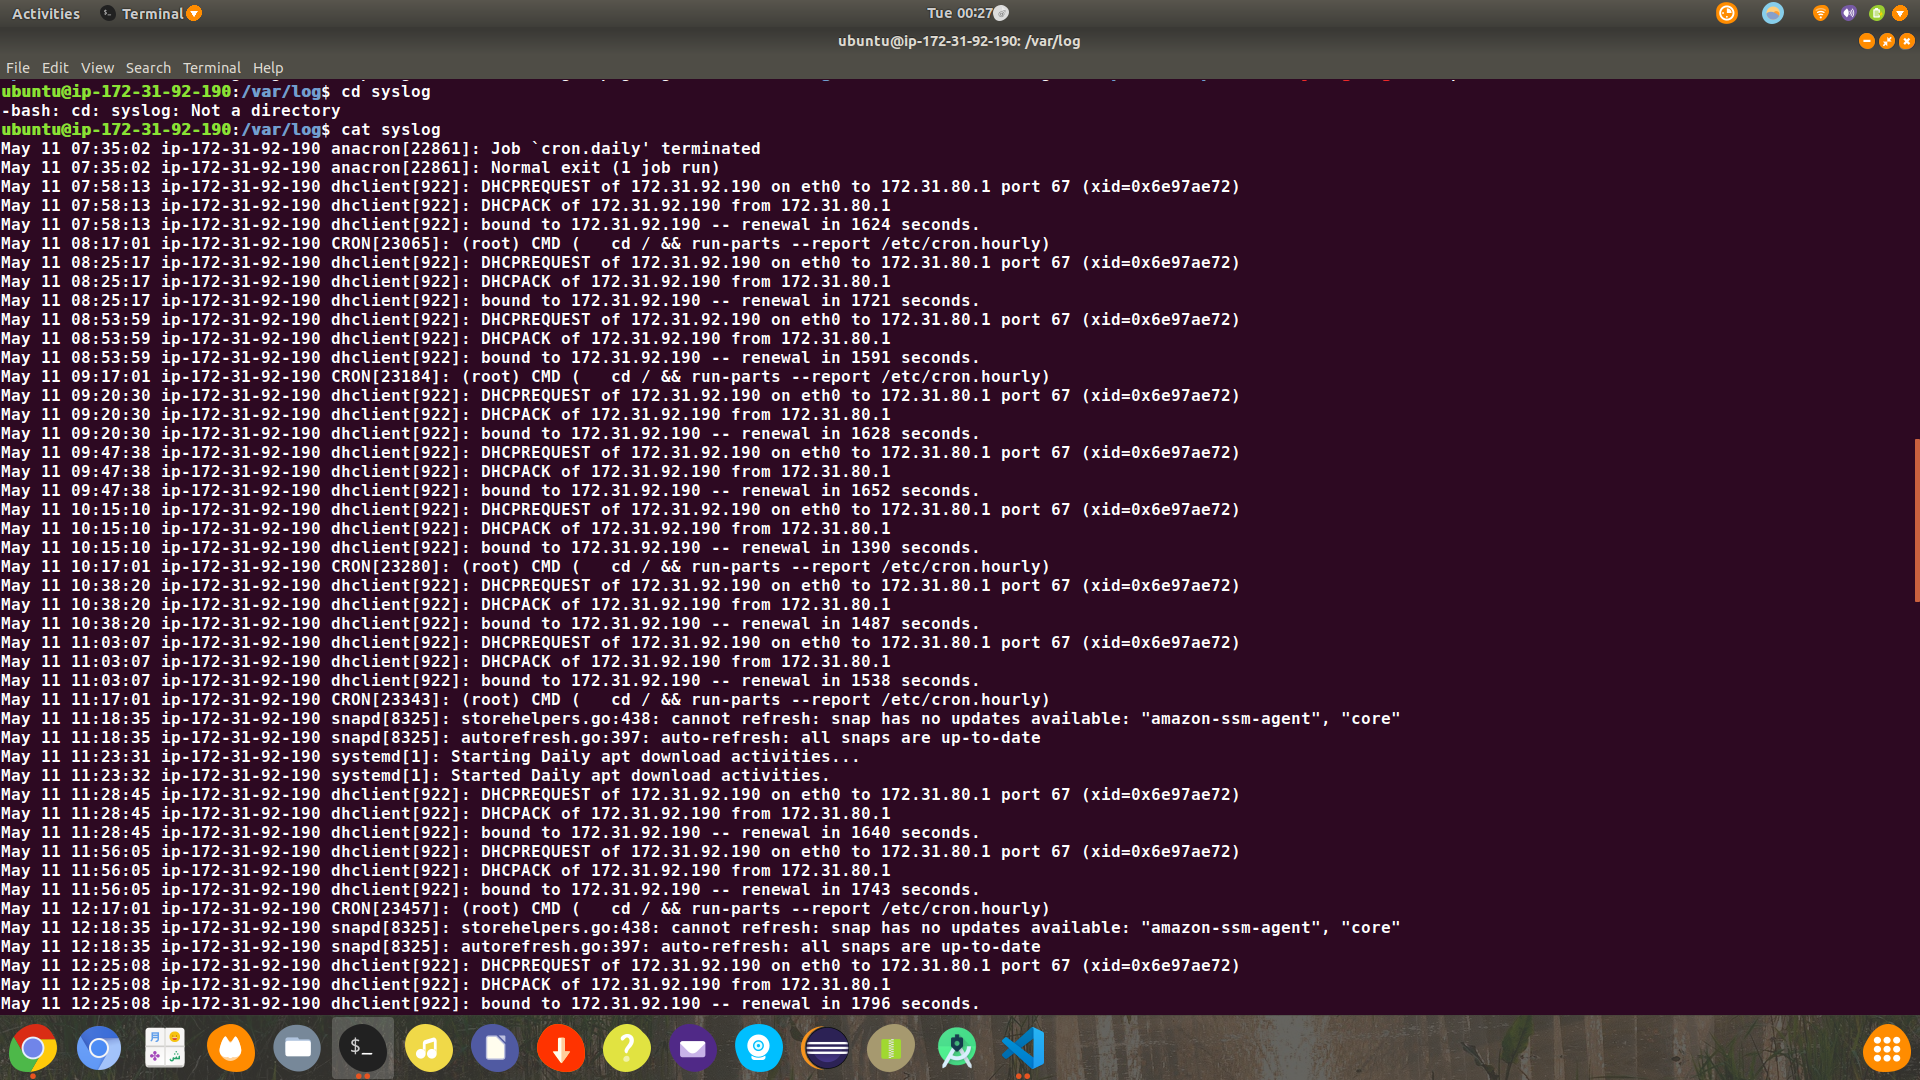 Activities
Terminal
Tue 00:27
ubuntu@ip-172-31-92-190: /var/log
File Edit View Search Terminal Help
ubuntu@ip-172-31-92-190:/var/log$ cd syslog
-bash: cd: syslog: Not a directory
ubuntu@ip-172-31-92-190:/var/log$ cat syslog
May 11 07:35:02 ip-172-31-92-190 anacron[22861]: Job `cron.daily' terminated
May 11 07:35:02 ip-172-31-92-190 anacron[22861]: Normal exit (1 job run)
May 11 07:58:13 ip-172-31-92-190 dhclient[922]: DHCPREQUEST of 172.31.92.190 on eth0 to 172.31.80.1 port 67 (xid=0x6e97ae72)
May 11 07:58:13 ip-172-31-92-190 dhclient[922]: DHCPACK of 172.31.92.190 from 172.31.80.1
May 11 07:58:13 ip-172-31-92-190 dhclient[922]: bound to 172.31.92.190 -- renewal in 1624 seconds.
May 11 08:17:01 ip-172-31-92-190 CRON[23065]: (root) CMD (   cd / && run-parts --report /etc/cron.hourly)
May 11 08:25:17 ip-172-31-92-190 dhclient[922]: DHCPREQUEST of 172.31.92.190 on eth0 to 172.31.80.1 port 67 (xid=0x6e97ae72)
May 11 08:25:17 ip-172-31-92-190 dhclient[922]: DHCPACK of 172.31.92.190 from 172.31.80.1
May 11 08:25:17 ip-172-31-92-190 dhclient[922]: bound to 172.31.92.190 -- renewal in 1721 seconds.
May 11 08:53:59 ip-172-31-92-190 dhclient[922]: DHCPREQUEST of 172.31.92.190 on eth0 to 172.31.80.1 port 67 (xid=0x6e97ae72)
May 11 08:53:59 ip-172-31-92-190 dhclient[922]: DHCPACK of 172.31.92.190 from 172.31.80.1
May 11 08:53:59 ip-172-31-92-190 dhclient[922]: bound to 172.31.92.190 -- renewal in 1591 seconds.
May 11 09:17:01 ip-172-31-92-190 CRON[23184]: (root) CMD (   cd / && run-parts --report /etc/cron.hourly)
May 11 09:20:30 ip-172-31-92-190 dhclient[922]: DHCPREQUEST of 172.31.92.190 on eth0 to 172.31.80.1 port 67 (xid=0x6e97ae72)
May 11 09:20:30 ip-172-31-92-190 dhclient[922]: DHCPACK of 172.31.92.190 from 172.31.80.1
May 11 09:20:30 ip-172-31-92-190 dhclient[922]: bound to 172.31.92.190 -- renewal in 1628 seconds.
May 11 09:47:38 ip-172-31-92-190 dhclient[922]: DHCPREQUEST of 172.31.92.190 on eth0 to 172.31.80.1 port 67 (xid=0x6e97ae72)
May 11 09:47:38 ip-172-31-92-190 dhclient[922]: DHCPACK of 172.31.92.190 from 172.31.80.1
May 11 09:47:38 ip-172-31-92-190 dhclient[922]: bound to 172.31.92.190 -- renewal in 1652 seconds.
May 11 10:15:10 ip-172-31-92-190 dhclient[922]: DHCPREQUEST of 172.31.92.190 on eth0 to 172.31.80.1 port 67 (xid=0x6e97ae72)
May 11 10:15:10 ip-172-31-92-190 dhclient[922]: DHCPACK of 172.31.92.190 from 172.31.80.1
May 11 10:15:10 ip-172-31-92-190 dhclient[922]: bound to 172.31.92.190 -- renewal in 1390 seconds.
May 11 10:17:01 ip-172-31-92-190 CRON[23280]: (root) CMD (   cd / && run-parts --report /etc/cron.hourly)
May 11 10:38:20 ip-172-31-92-190 dhclient[922]: DHCPREQUEST of 172.31.92.190 on eth0 to 172.31.80.1 port 67 (xid=0x6e97ae72)
May 11 10:38:20 ip-172-31-92-190 dhclient[922]: DHCPACK of 172.31.92.190 from 172.31.80.1
May 11 10:38:20 ip-172-31-92-190 dhclient[922]: bound to 172.31.92.190 -- renewal in 1487 seconds.
May 11 11:03:07 ip-172-31-92-190 dhclient[922]: DHCPREQUEST of 172.31.92.190 on eth0 to 172.31.80.1 port 67 (xid=0x6e97ae72)
May 11 11:03:07 ip-172-31-92-190 dhclient[922]: DHCPACK of 172.31.92.190 from 172.31.80.1
May 11 11:03:07 ip-172-31-92-190 dhclient[922]: bound to 172.31.92.190 -- renewal in 1538 seconds.
May 11 11:17:01 ip-172-31-92-190 CRON[23343]: (root) CMD (   cd / && run-parts --report /etc/cron.hourly)
May 11 11:18:35 ip-172-31-92-190 snapd[8325]: storehelpers.go:438: cannot refresh: snap has no updates available: "amazon-ssm-agent", "core"
May 11 11:18:35 ip-172-31-92-190 snapd[8325]: autorefresh.go:397: auto-refresh: all snaps are up-to-date
May 11 11:23:31 ip-172-31-92-190 systemd[1]: Starting Daily apt download activities...
May 11 11:23:32 ip-172-31-92-190 systemd[1]: Started Daily apt download activities.
May 11 11:28:45 ip-172-31-92-190 dhclient[922]: DHCPREQUEST of 172.31.92.190 on eth0 to 172.31.80.1 port 67 (xid=0x6e97ae72)
May 11 11:28:45 ip-172-31-92-190 dhclient[922]: DHCPACK of 172.31.92.190 from 172.31.80.1
May 11 11:28:45 ip-172-31-92-190 dhclient[922]: bound to 172.31.92.190 -- renewal in 1640 seconds.
May 11 11:56:05 ip-172-31-92-190 dhclient[922]: DHCPREQUEST of 172.31.92.190 on eth0 to 172.31.80.1 port 67 (xid=0x6e97ae72)
May 11 11:56:05 ip-172-31-92-190 dhclient[922]: DHCPACK of 172.31.92.190 from 172.31.80.1
May 11 11:56:05 ip-172-31-92-190 dhclient[922]: bound to 172.31.92.190 -- renewal in 1743 seconds.
May 11 12:17:01 ip-172-31-92-190 CRON[23457]: (root) CMD (   cd / && run-parts --report /etc/cron.hourly)
May 11 12:18:35 ip-172-31-92-190 snapd[8325]: storehelpers.go:438: cannot refresh: snap has no updates available: "amazon-ssm-agent", "core"
May 11 12:18:35 ip-172-31-92-190 snapd[8325]: autorefresh.go:397: auto-refresh: all snaps are up-to-date
May 11 12:25:08 ip-172-31-92-190 dhclient[922]: DHCPREQUEST of 172.31.92.190 on eth0 to 172.31.80.1 port 67 (xid=0x6e97ae72)
May 11 12:25:08 ip-172-31-92-190 dhclient[922]: DHCPACK of 172.31.92.190 from 172.31.80.1
May 11 12:25:08 ip-172-31-92-190 dhclient[922]: bound to 172.31.92.190 -- renewal in 1796 seconds.